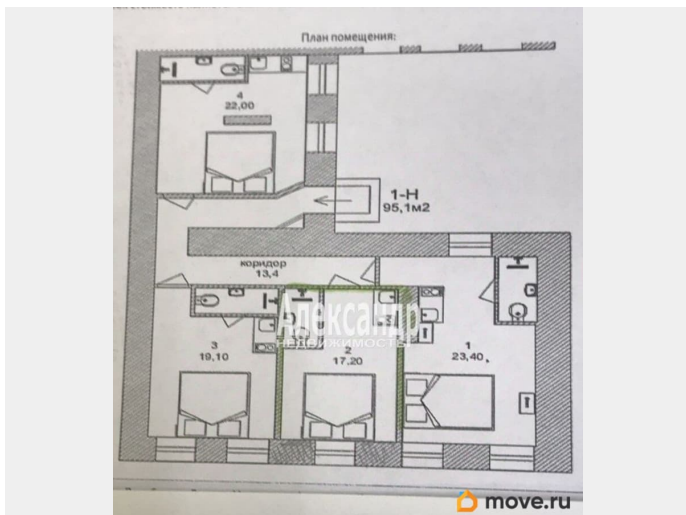 План помещения:
4
22,00
1-Н
95,1м2
коридор
13,4
Александр
НЕДВИЖИМОСТЬ
3
19,10
2
17,20
1
23,40
move.ru